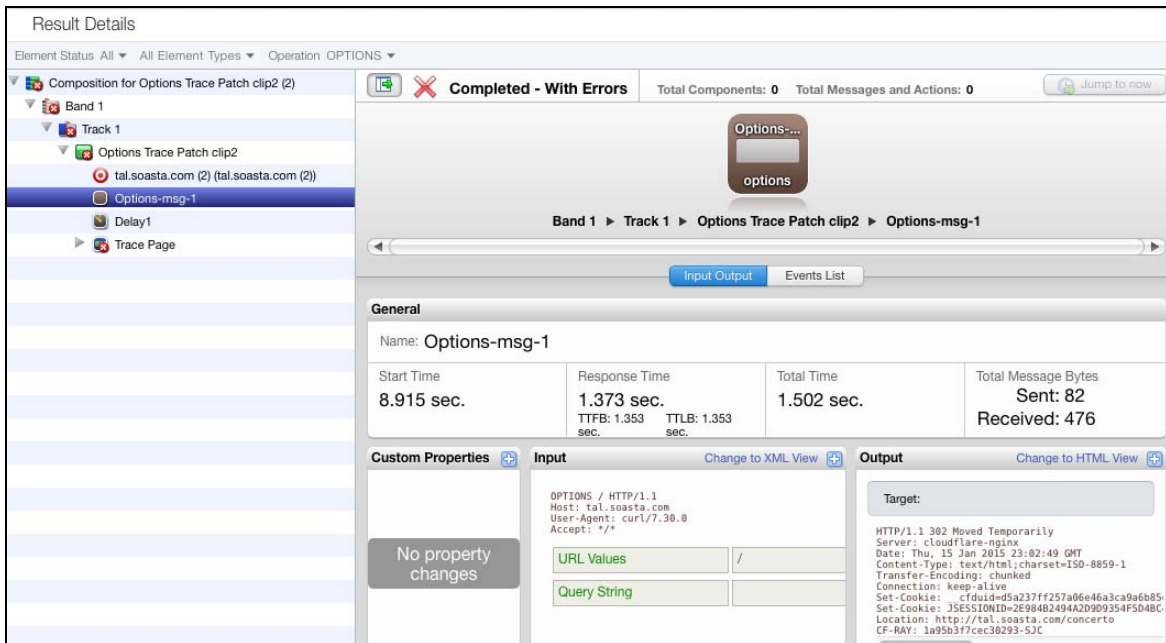 Result Details
Element Status All ▼ All Element Types ▼ Operation OPTIONS ▼
Composition for Options Trace Patch clip2 (2)
Band 1
Track 1
Options Trace Patch clip2
tal.soasta.com (2) (tal.soasta.com (2))
Options-msg-1
Delay1
Trace Page
Completed - With Errors
Total Components: 0 Total Messages and Actions: 0
Jump to now
Options-...
options
Band 1 ▶ Track 1 ▶ Options Trace Patch clip2 ▶ Options-msg-1
Input Output Events List
General
Name: Options-msg-1
Start Time
8.915 sec.
Response Time
1.373 sec.
TTFB: 1.353 sec. TTLB: 1.353 sec.
Total Time
1.502 sec.
Total Message Bytes
Sent: 82
Received: 476
Custom Properties
No property
changes
Input Change to XML View
OPTIONS / HTTP/1.1
Host: tal.soasta.com
User-Agent: curl/7.30.0
Accept: */*
URL Values /
Query String
Output Change to HTML View
Target:
HTTP/1.1 302 Moved Temporarily
Server: cloudflare-nginx
Date: Thu, 15 Jan 2015 23:02:49 GMT
Content-Type: text/html;charset=ISO-8859-1
Transfer-Encoding: chunked
Connection: keep-alive
Set-Cookie: __cfduid=d5a237ff257a06e46a3ca9a6b85
Set-Cookie: JSESSIONID=2E984B2494A2D9D9354F5D4BC
Location: http://tal.soasta.com/concerto
CF-RAY: 1a95b3f7cec30293-SJC